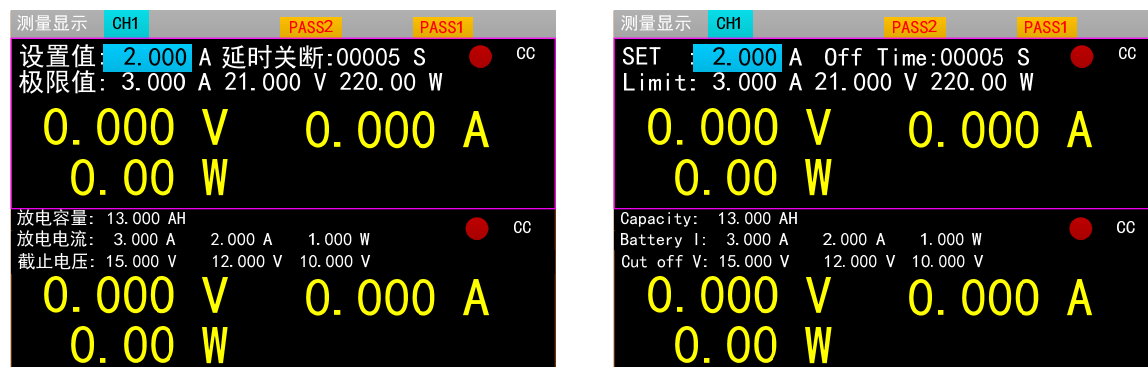 测量显示 CH1 PASS2 PASS1
设置值: 2.000 A 延时关断:00005 S CC
极限值: 3.000 A 21.000 V 220.00 W
0.000 V 0.000 A
0.00 W
放电容量: 13.000 AH
放电电流: 3.000 A 2.000 A 1.000 W CC
截止电压: 15.000 V 12.000 V 10.000 V
0.000 V 0.000 A
0.00 W
测量显示 CH1 PASS2 PASS1
SET : 2.000 A Off Time:00005 S CC
Limit: 3.000 A 21.000 V 220.00 W
0.000 V 0.000 A
0.00 W
Capacity: 13.000 AH
Battery I: 3.000 A 2.000 A 1.000 W CC
Cut off V: 15.000 V 12.000 V 10.000 V
0.000 V 0.000 A
0.00 W